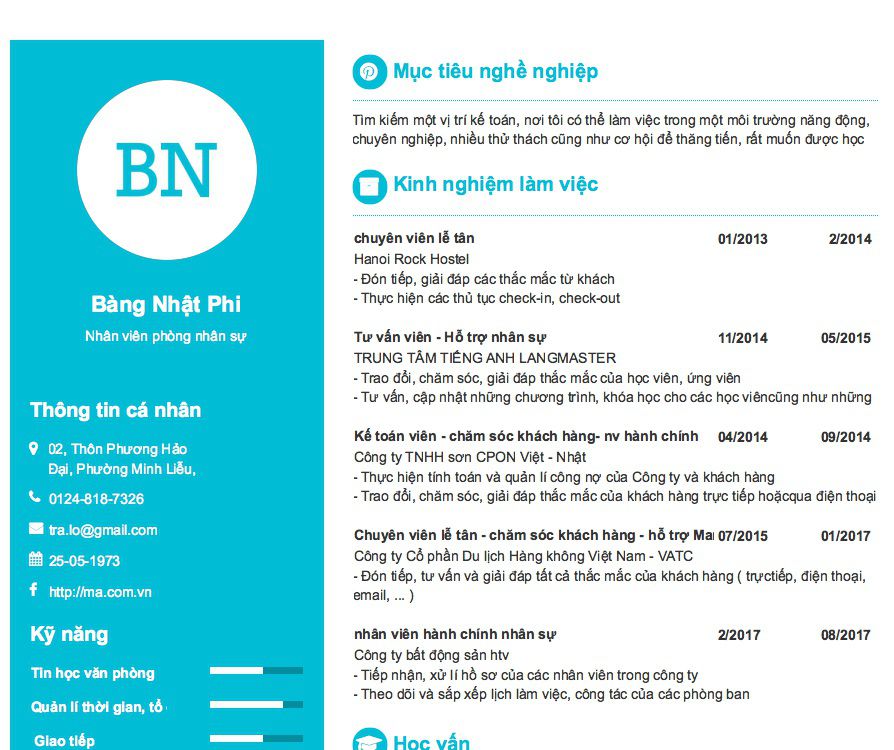 BN
Bàng Nhật Phi
Nhân viên phòng nhân sự
Thông tin cá nhân
02, Thôn Phương Hảo
Đại, Phường Minh Liễu,
0124-818-7326
tra.lo@gmail.com
25-05-1973
http://ma.com.vn
Kỹ năng
Tin học văn phòng
Quản lí thời gian, tổ
Giao tiếp
Mục tiêu nghề nghiệp
Tìm kiếm một vị trí kế toán, nơi tôi có thể làm việc trong một môi trường năng động,
chuyên nghiệp, nhiều thử thách cũng như cơ hội để thăng tiến, rất muốn được học
Kinh nghiệm làm việc
chuyên viên lễ tân 01/2013 2/2014
Hanoi Rock Hostel
- Đón tiếp, giải đáp các thắc mắc từ khách
- Thực hiện các thủ tục check-in, check-out
Tư vấn viên - Hỗ trợ nhân sự 11/2014 05/2015
TRUNG TÂM TIẾNG ANH LANGMASTER
- Trao đổi, chăm sóc, giải đáp thắc mắc của học viên, ứng viên
- Tư vấn, cập nhật những chương trình, khóa học cho các học viêncũng như những
Kế toán viên - chăm sóc khách hàng- nv hành chính 04/2014 09/2014
Công ty TNHH sơn CPON Việt - Nhật
- Thực hiện tính toán và quản lí công nợ của Công ty và khách hàng
- Trao đổi, chăm sóc, giải đáp thắc mắc của khách hàng trực tiếp hoặcqua điện thoại
Chuyên viên lễ tân - chăm sóc khách hàng - hỗ trợ Mar 07/2015 01/2017
Công ty Cổ phần Du lịch Hàng không Việt Nam - VATC
- Đón tiếp, tư vấn và giải đáp tất cả thắc mắc của khách hàng ( trựctiếp, điện thoại,
email, ... )
nhân viên hành chính nhân sự 2/2017 08/2017
Công ty bất động sản htv
- Tiếp nhận, xử lí hồ sơ của các nhân viên trong công ty
- Theo dõi và sắp xếp lịch làm việc, công tác của các phòng ban
Học vấn